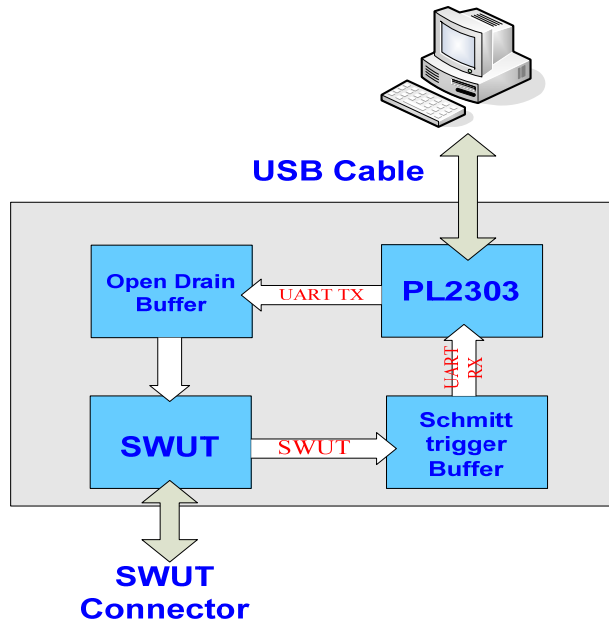 USB Cable
Open Drain
Buffer
UART TX
PL2303
UART
RX
SWUT
SWUT
Schmitt
trigger
Buffer
SWUT
Connector